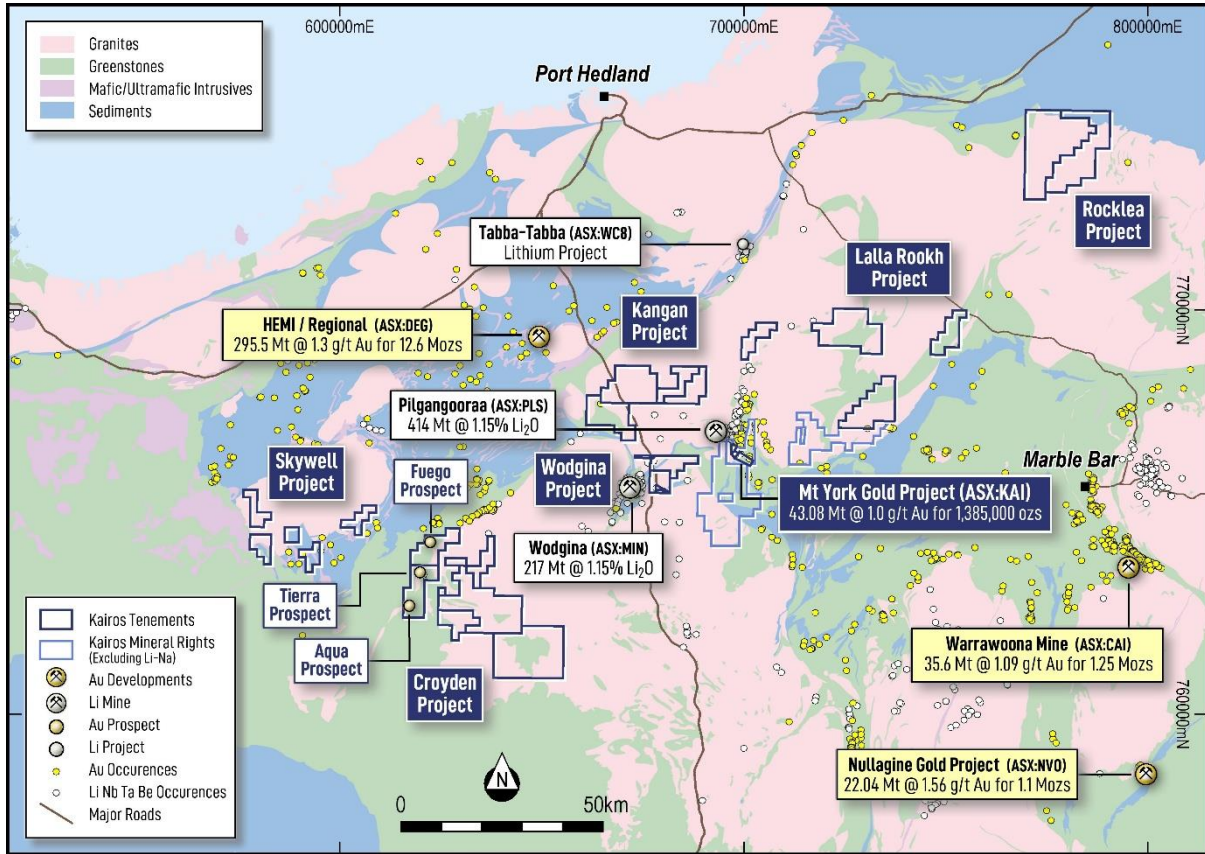 600000mE
700000mE
800000mE
Granites
Greenstones
Mafic/Ultramafic Intrusives
Sediments
Port Hedland
Rocklea
Project
Tabba-Tabba (ASX:WC8)
Lithium Project
Lalla Rookh
Project
Kangan
Project
7700000mN
HEMI / Regional (ASX:DEG)
295.5 Mt @ 1.3 g/t Au for 12.6 Mozs
Pilgangooraa (ASX:PLS)
414 Mt @ 1.15% Li₂O
Skywell
Project
Fuego
Prospect
Wodgina
Project
Marble Bar
Mt York Gold Project (ASX:KAI)
43.08 Mt @ 1.0 g/t Au for 1,385,000 ozs
Wodgina (ASX:MIN)
217 Mt @ 1.15% Li₂O
Tierra
Prospect
Aqua
Prospect
Croyden
Project
Warrawoona Mine (ASX:CAI)
35.6 Mt @ 1.09 g/t Au for 1.25 Mozs
7600000mN
Nullagine Gold Project (ASX:NVO)
22.04 Mt @ 1.56 g/t Au for 1.1 Mozs
Kairos Tenements
Kairos Mineral Rights
(Excluding Li-Na)
Au Developments
Li Mine
Au Prospect
Li Project
Au Occurences
Li Nb Ta Be Occurences
Major Roads
N
0 50km